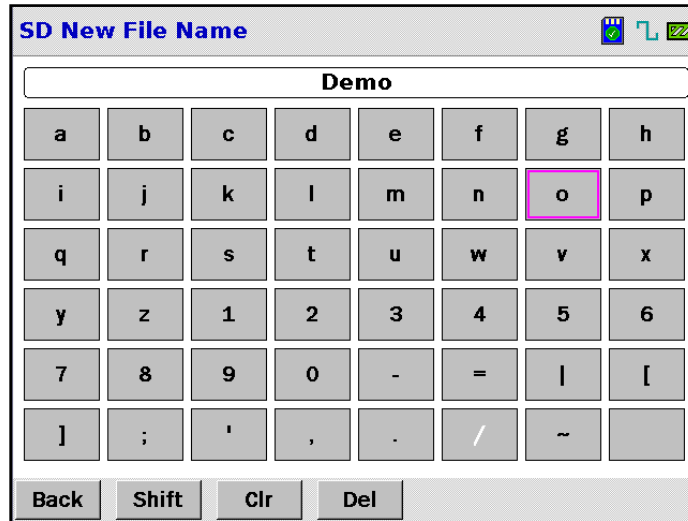 SD New File Name
Demo
a b c d e f g h
i j k l m n o p
q r s t u w v x
y z 1 2 3 4 5 6
7 8 9 0 - = | [
] ; ' , . / ~
Back Shift Clr Del